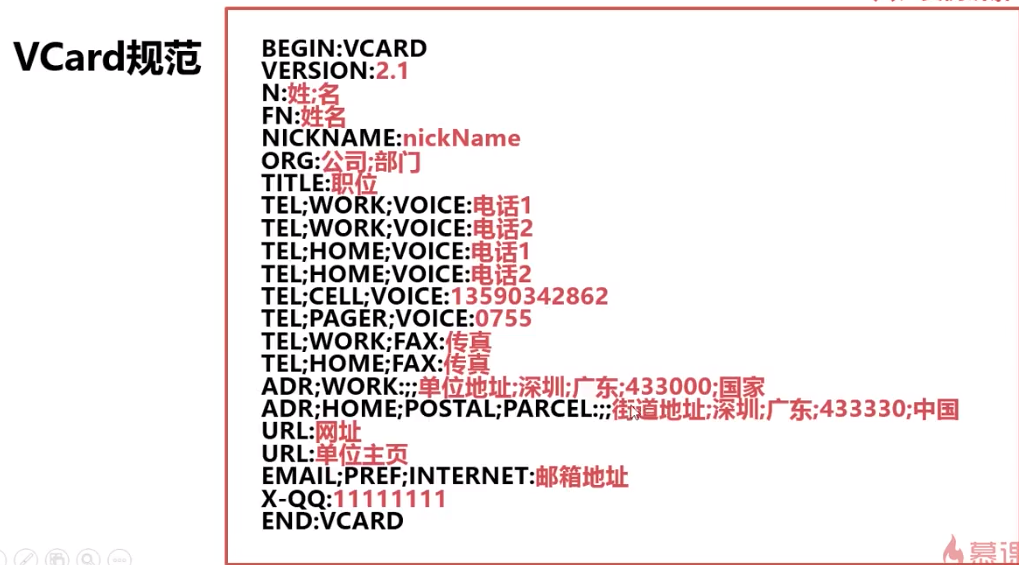 VCard规范
BEGIN:VCARD
VERSION:2.1
N:姓;名
FN:姓名
NICKNAME:nickName
ORG:公司;部门
TITLE:职位
TEL;WORK;VOICE:电话1
TEL;WORK;VOICE:电话2
TEL;HOME;VOICE:电话1
TEL;HOME;VOICE:电话2
TEL;CELL;VOICE:13590342862
TEL;PAGER;VOICE:0755
TEL;WORK;FAX:传真
TEL;HOME;FAX:传真
ADR;WORK:;;单位地址;深圳;广东;433000;国家
ADR;HOME;POSTAL;PARCEL:;;街道地址;深圳;广东;433330;中国
URL:网址
URL:单位主页
EMAIL;PREF;INTERNET:邮箱地址
X-QQ:11111111
END:VCARD
慕课